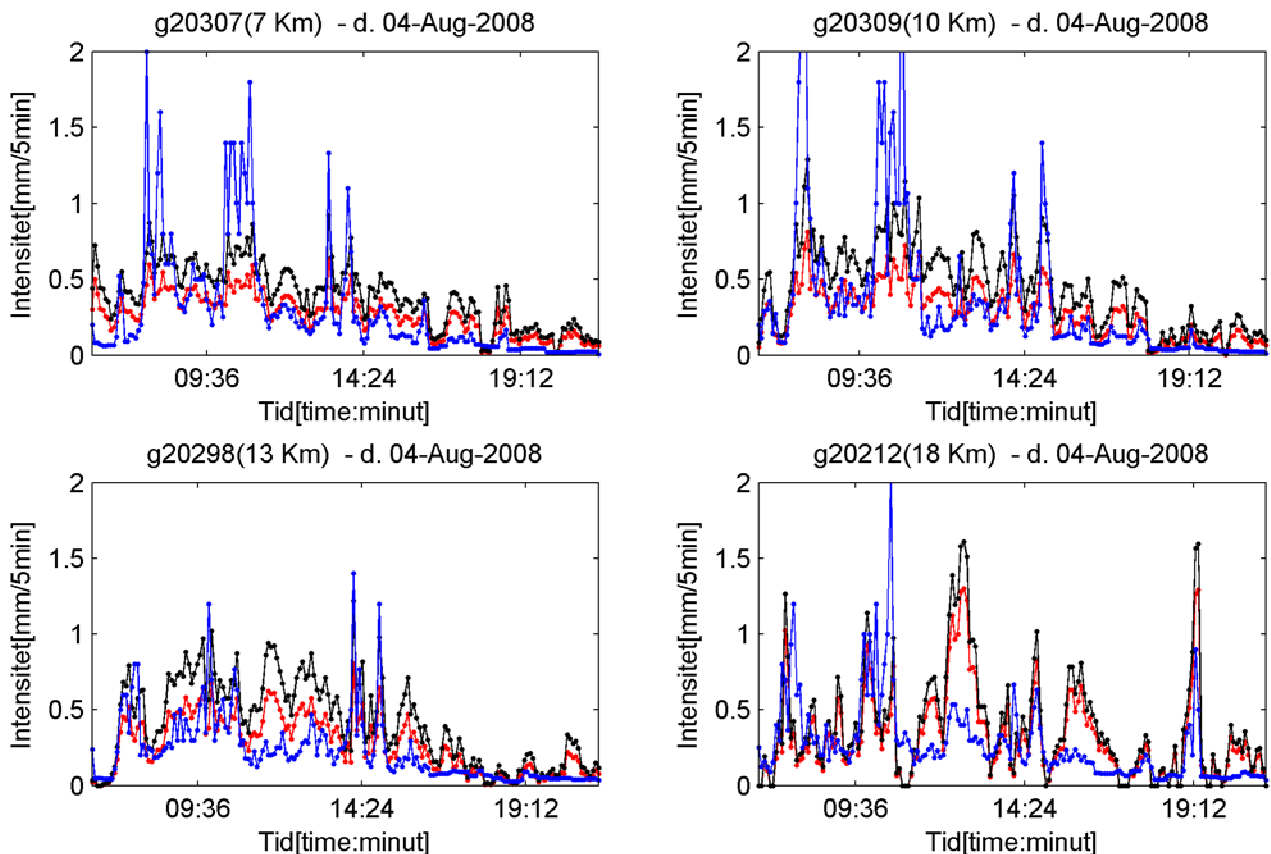 g20307(7 Km) - d. 04-Aug-2008
2
1.5
1
0.5
0
Intensitet[mm/5min]
09:36 14:24 19:12
Tid[time:minut]
g20309(10 Km) - d. 04-Aug-2008
2
1.5
1
0.5
0
Intensitet[mm/5min]
09:36 14:24 19:12
Tid[time:minut]
g20298(13 Km) - d. 04-Aug-2008
2
1.5
1
0.5
0
Intensitet[mm/5min]
09:36 14:24 19:12
Tid[time:minut]
g20212(18 Km) - d. 04-Aug-2008
2
1.5
1
0.5
0
Intensitet[mm/5min]
09:36 14:24 19:12
Tid[time:minut]